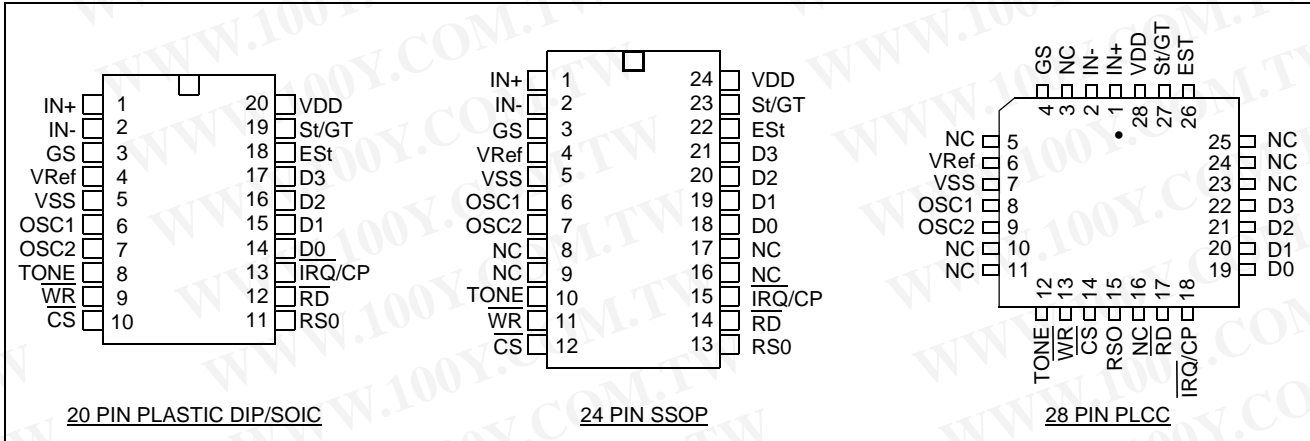 IN+ 1 20 VDD
IN- 2 19 St/GT
GS 3 18 ESt
VRef 4 17 D3
VSS 5 16 D2
OSC1 6 15 D1
OSC2 7 14 D0
TONE 8 13 IRQ/CP
WR 9 12 RD
CS 10 11 RS0
20 PIN PLASTIC DIP/SOIC
IN+ 1 24 VDD
IN- 2 23 St/GT
GS 3 22 ESt
VRef 4 21 D3
VSS 5 20 D2
OSC1 6 19 D1
OSC2 7 18 D0
NC 8 17 NC
NC 9 16 NC
TONE 10 15 IRQ/CP
WR 11 14 RD
CS 12 13 RS0
24 PIN SSOP
GS NC IN- IN+ VDD St/GT EST
4 3 2 1 28 27 26
NC 5 25 NC
VRef 6 24 NC
VSS 7 23 NC
OSC1 8 22 D3
OSC2 9 21 D2
NC 10 20 D1
NC 11 19 D0
12 13 14 15 16 17 18
TONE WR CS RSO NC RD IRQ/CP
28 PIN PLCC
WWW.100Y.COM.TW